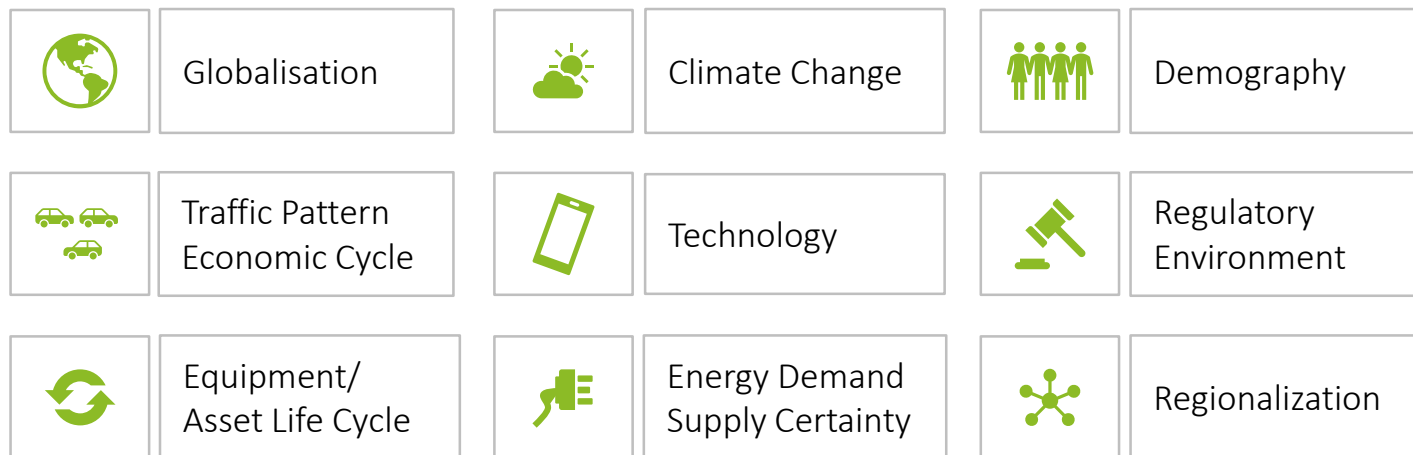 Globalisation
Climate Change
Demography
Traffic Pattern
Economic Cycle
Technology
Regulatory
Environment
Equipment/
Asset Life Cycle
Energy Demand
Supply Certainty
Regionalization